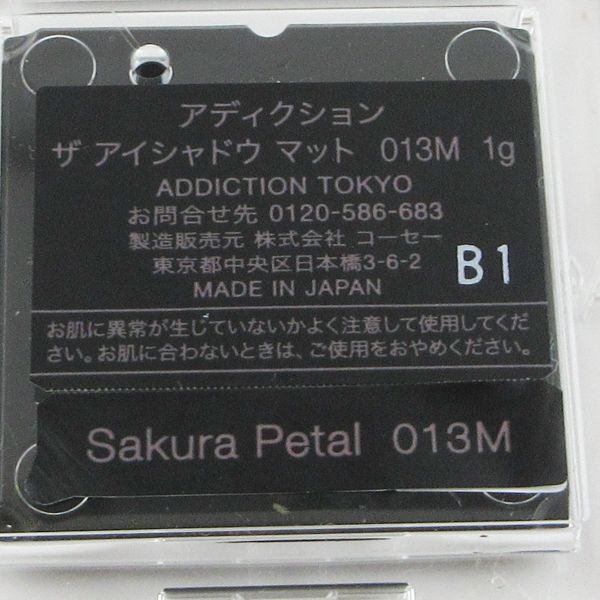 アディクション
ザ アイシャドウ マット 013M 1g
ADDICTION TOKYO
お問合せ先 0120-586-683
製造販売元 株式会社 コーセー
東京都中央区日本橋3-6-2
MADE IN JAPAN
B1
お肌に異常が生じていないかよく注意して使用してくだ
さい。お肌に合わないときは、ご使用をおやめください。
Sakura Petal 013M